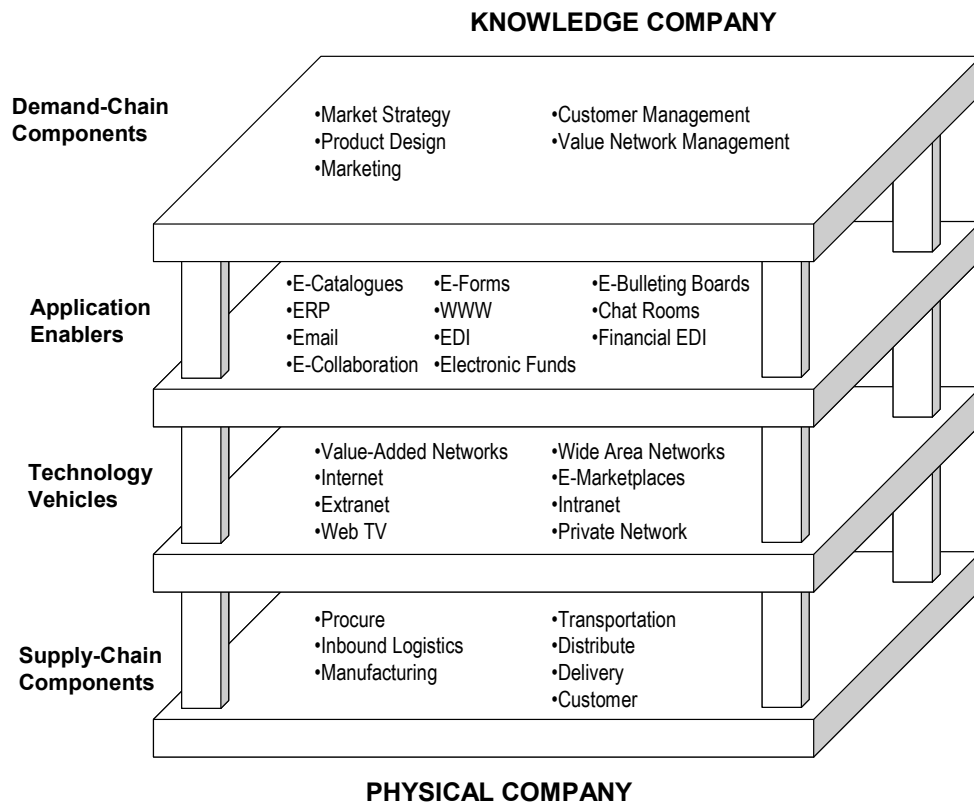 KNOWLEDGE COMPANY
Demand-Chain
Components
•Market Strategy
•Product Design
•Marketing
•Customer Management
•Value Network Management
Application
Enablers
•E-Catalogues
•ERP
•Email
•E-Collaboration
•E-Forms
•WWW
•EDI
•Electronic Funds
•E-Bulleting Boards
•Chat Rooms
•Financial EDI
Technology
Vehicles
•Value-Added Networks
•Internet
•Extranet
•Web TV
•Wide Area Networks
•E-Marketplaces
•Intranet
•Private Network
Supply-Chain
Components
•Procure
•Inbound Logistics
•Manufacturing
•Transportation
•Distribute
•Delivery
•Customer
PHYSICAL COMPANY